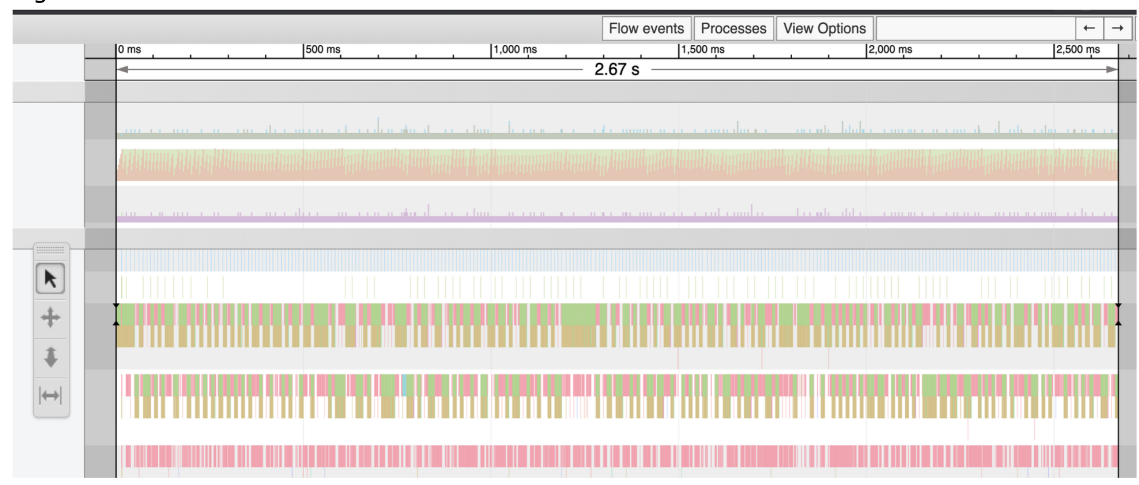 Flow events Processes View Options ← →
0 ms 500 ms 1,000 ms 1,500 ms 2,000 ms 2,500 ms
2.67 s